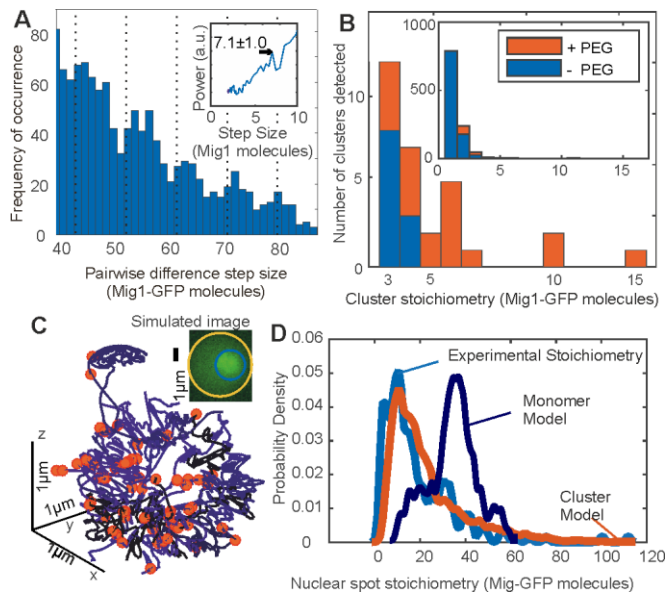 A
Frequency of occurrence
80
60
40
20
0
40 50 60 70 80
Pairwise difference step size
(Mig1-GFP molecules)
7.1±1.0
Power (a.u.)
0 5 10
Step Size
(Mig1 molecules)
B
Number of clusters detected
10
5
0
3 5 10 15
Cluster stoichiometry (Mig1-GFP molecules)
1000
500
0
0 5 10 15
+ PEG
- PEG
C
Simulated image
1µm
z
1µm
1µm
y
1µm
x
D
Probability Density
0.05
0.04
0.03
0.02
0.01
0
0 20 40 60 80 100 120
Nuclear spot stoichiometry (Mig-GFP molecules)
Experimental Stoichiometry
Monomer
Model
Cluster
Model